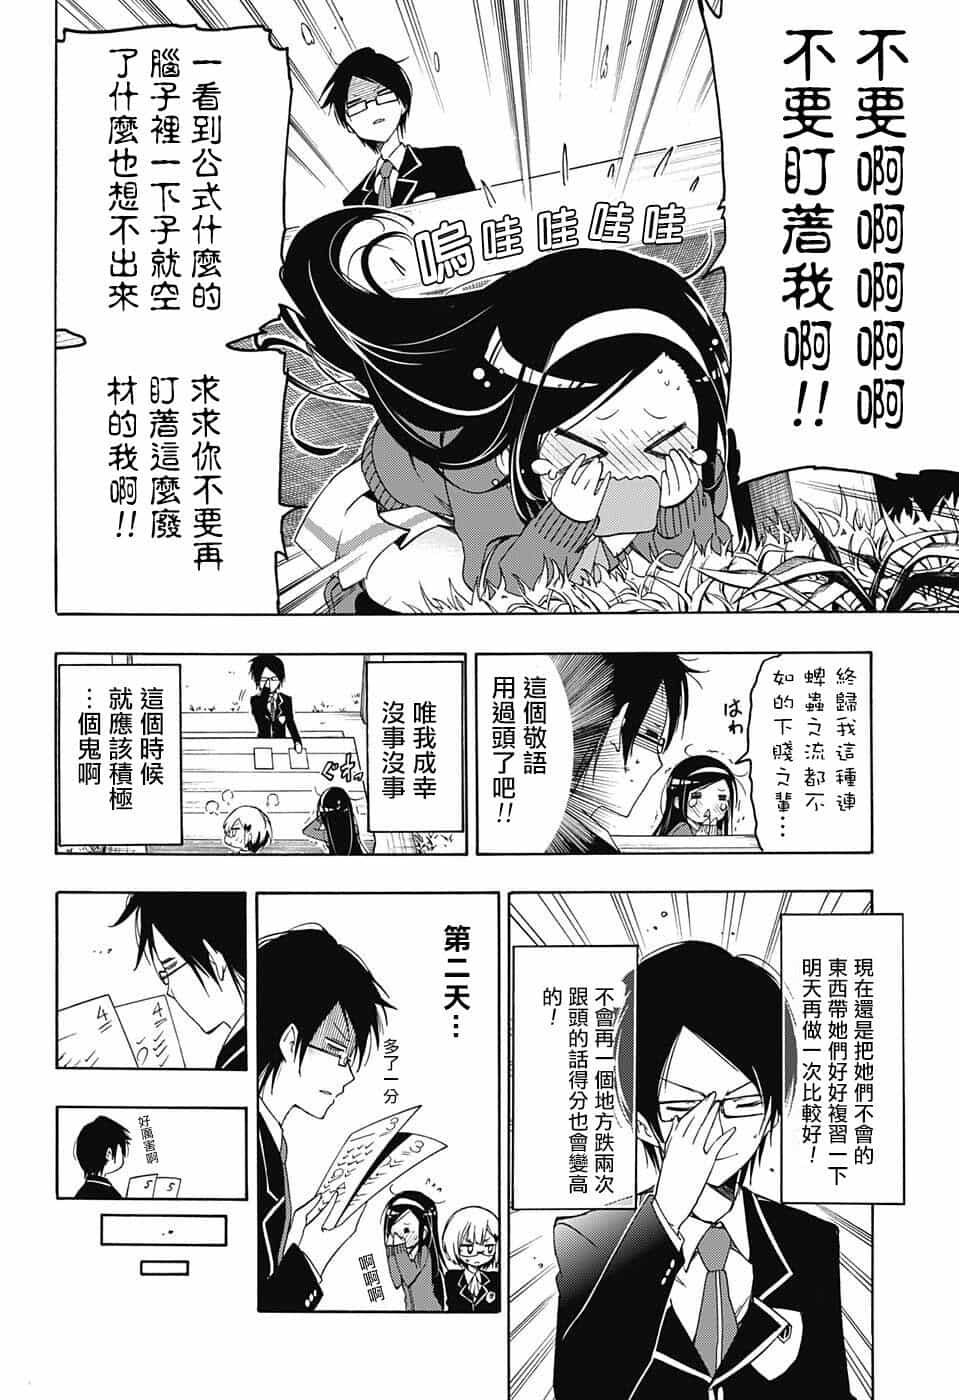 不要啊啊啊啊啊
不要盯著我啊!!
嗚哇哇哇哇
一看到公式什麼的
腦子裡一下子就空
了什麼也想不出來
求求你不要再
盯著這麼廢
材的我啊!!
終歸我這種連
蜱蟲之流都不
如的下賤之輩…
はわ
這個敬語
用過頭了吧!!
唯我成幸
沒事沒事
這個時候
就應該積極
…個鬼啊
現在還是把她們不會的
東西帶她們好好複習一下
明天再做一次比較好!
不會再一個地方跌兩次
跟頭的話得分也會變高
的!
第二天…
多了一分
3
3
啊啊啊
4
4
好厲害啊
5
5